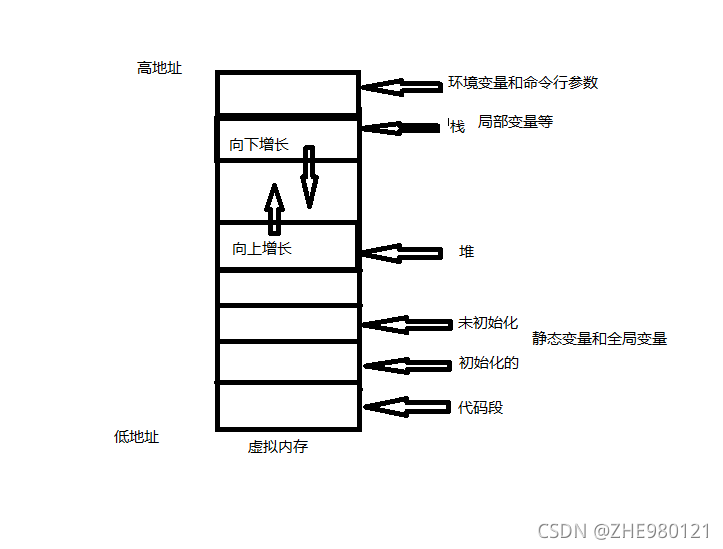 高地址
环境变量和命令行参数
栈 局部变量等
向下增长
向上增长
堆
未初始化
静态变量和全局变量
初始化的
代码段
低地址
虚拟内存
CSDN @ZHE980121